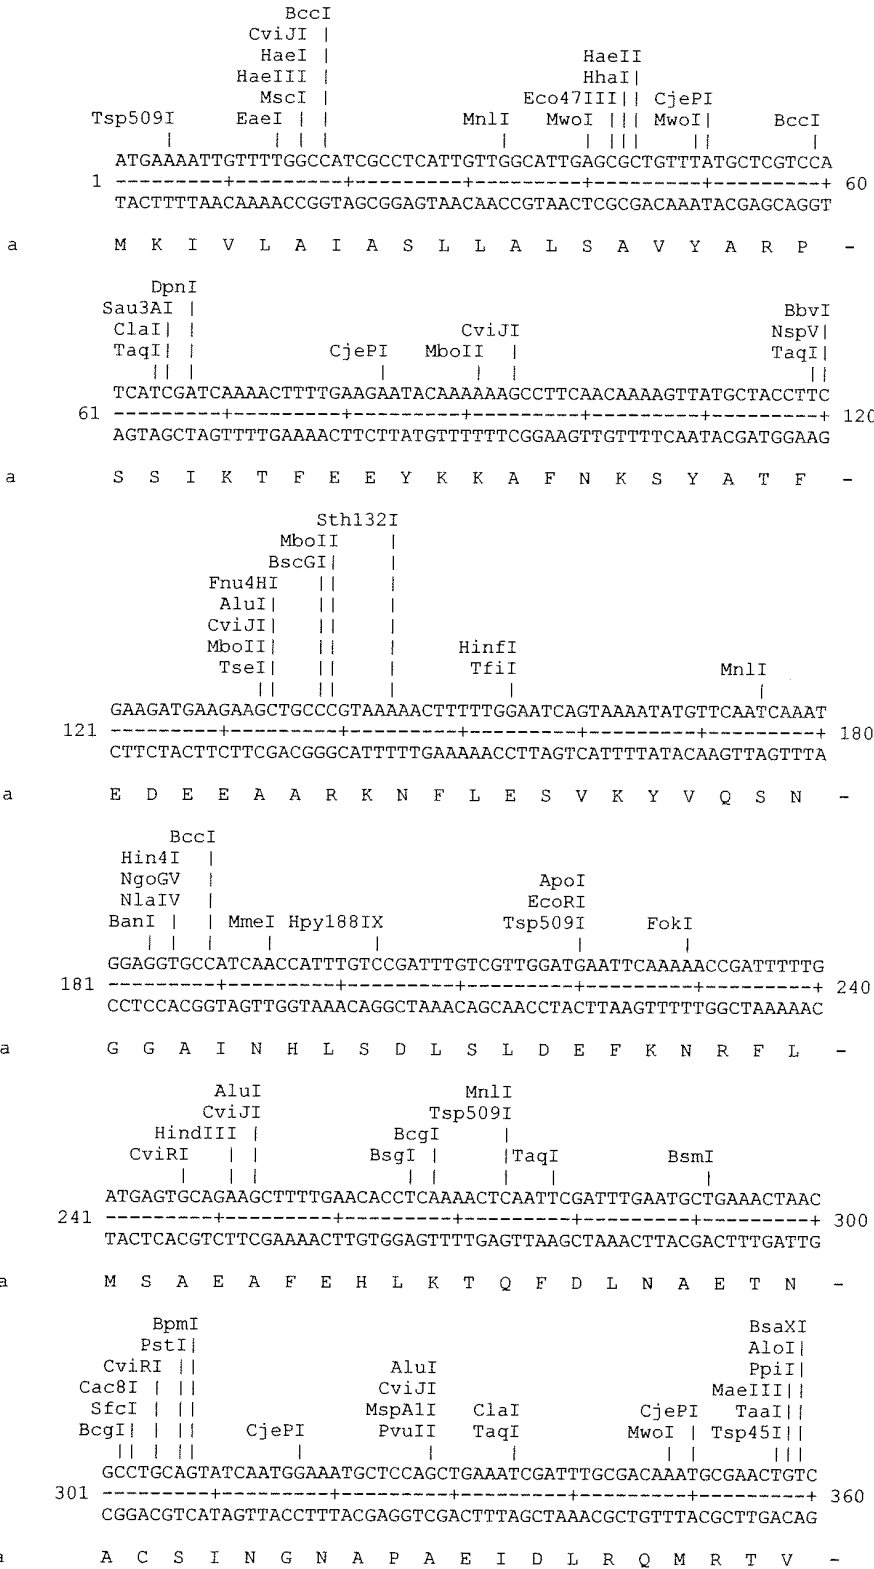 BccI
CviJI |
HaeI |
HaeIII | HaeII
MscI | HhaI|
EaeI | | Eco47III|| CjePI
Tsp509I MnlI MwoI ||| MwoI| BccI
ATGAAAATTGTTTTGGCCATCGCCTCATTGTTGGCATTGAGCGCTGTTTATGCTCGTCCA
1 ---------+---------+---------+---------+---------+---------+ 60
TACTTTTAACAAAACCGGTAGCGGAGTAACAACCGTAACTCGCGACAAATACGAGCAGGT
a M K I V L A I A S L L A L S A V Y A R P -
DpnI
Sau3AI | BbvI
ClaI| | CviJI NspV|
TaqI| | CjePI MboII | TaqI|
TCATCGATCAAAACTTTTGAAGAATACAAAAAAGCCTTCAACAAAAGTTATGCTACCTTC
61 ---------+---------+---------+---------+---------+---------+ 120
AGTAGCTAGTTTTGAAAACTTCTTATGTTTTTTCGGAAGTTGTTTTCAATACGATGGAAG
a S S I K T F E E Y K K A F N K S Y A T F -
Sth132I
MboII |
BscGI| |
Fnu4HI || |
AluI| || |
CviJI| || |
MboII| || | HinfI
TseI| || | TfiI MnlI
GAAGATGAAGAAGCTGCCCGTAAAAACTTTTTGGAATCAGTAAAATATGTTCAATCAAAT
121 ---------+---------+---------+---------+---------+---------+ 180
CTTCTACTTCTTCGACGGGCATTTTTGAAAAACCTTAGTCATTTTATACAAGTTAGTTTA
a E D E E A A R K N F L E S V K Y V Q S N -
BccI
Hin4I |
NgoGV | ApoI
NlaIV | EcoRI
BanI | | MmeI Hpy188IX Tsp509I FokI
GGAGGTGCCATCAACCATTTGTCCGATTTGTCGTTGGATGAATTCAAAAACCGATTTTTG
181 ---------+---------+---------+---------+---------+---------+ 240
CCTCCACGGTAGTTGGTAAACAGGCTAAACAGCAACCTACTTAAGTTTTTGGCTAAAAAC
a G G A I N H L S D L S L D E F K N R F L -
AluI MnlI
CviJI Tsp509I
HindIII | BcgI |
CviRI | | BsgI | |TaqI BsmI
ATGAGTGCAGAAGCTTTTGAACACCTCAAAACTCAATTCGATTTGAATGCTGAAACTAAC
241 ---------+---------+---------+---------+---------+---------+ 300
TACTCACGTCTTCGAAAACTTGTGGAGTTTTGAGTTAAGCTAAACTTACGACTTTGATTG
a M S A E A F E H L K T Q F D L N A E T N -
BpmI BsaXI
PstI| AloI|
CviRI || AluI PpiI|
Cac8I | || CviJI MaeIII||
SfcI | || MspAlI ClaI CjePI TaaI||
BcgI| | || CjePI PvuII TaqI MwoI | Tsp45I||
GCCTGCAGTATCAATGGAAATGCTCCAGCTGAAATCGATTTGCGACAAATGCGAACTGTC
301 ---------+---------+---------+---------+---------+---------+ 360
CGGACGTCATAGTTACCTTTACGAGGTCGACTTTAGCTAAACGCTGTTTACGCTTGACAG
a A C S I N G N A P A E I D L R Q M R T V -